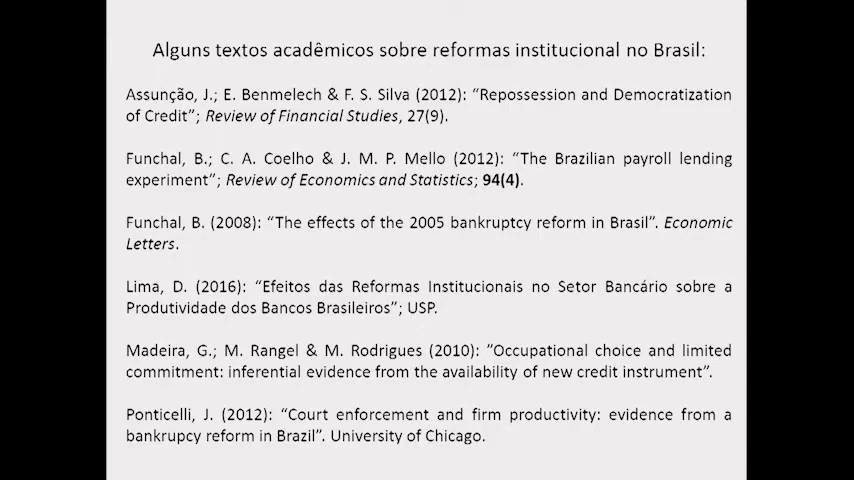 Alguns textos acadêmicos sobre reformas institucional no Brasil:
Assunção, J.; E. Benmelech & F. S. Silva (2012): “Repossession and Democratization
of Credit”; Review of Financial Studies, 27(9).
Funchal, B.; C. A. Coelho & J. M. P. Mello (2012): “The Brazilian payroll lending
experiment”; Review of Economics and Statistics; 94(4).
Funchal, B. (2008): “The effects of the 2005 bankruptcy reform in Brasil”. Economic
Letters.
Lima, D. (2016): “Efeitos das Reformas Institucionais no Setor Bancário sobre a
Produtividade dos Bancos Brasileiros”; USP.
Madeira, G.; M. Rangel & M. Rodrigues (2010): ”Occupational choice and limited
commitment: inferential evidence from the availability of new credit instrument”.
Ponticelli, J. (2012): “Court enforcement and firm productivity: evidence from a
bankrupcy reform in Brazil”. University of Chicago.